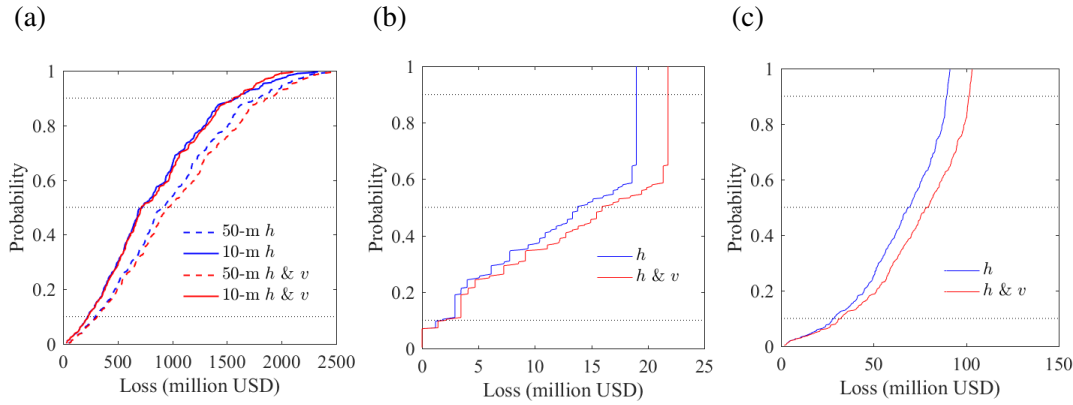 (a)
Probability
1
0.8
0.6
0.4
0.2
0
0 500 1000 1500 2000 2500
Loss (million USD)
50-m h
10-m h
50-m h & v
10-m h & v
(b)
Probability
1
0.8
0.6
0.4
0.2
0
0 5 10 15 20 25
Loss (million USD)
h
h & v
(c)
Probability
1
0.8
0.6
0.4
0.2
0
50 100 150
Loss (million USD)
h
h & v